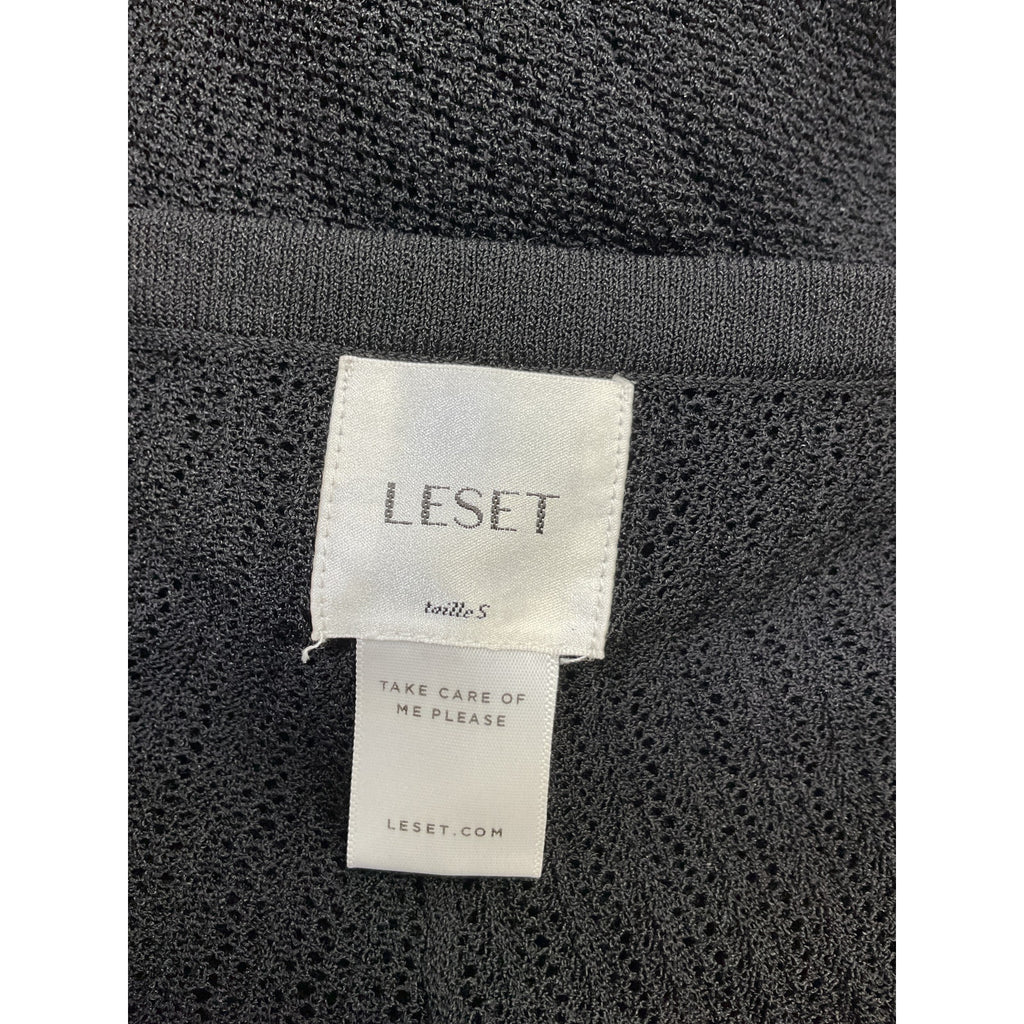 LESET
taille S
TAKE CARE OF
ME PLEASE
LESET.COM